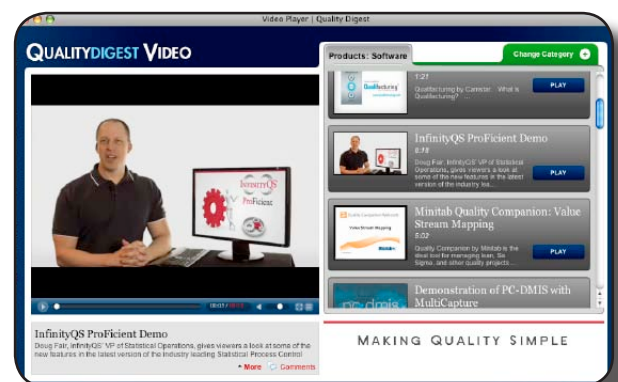 Video Player | Quality Digest
QUALITYDIGEST VIDEO
Products: Software
Change Category
1:21
Qualifacturing by Camstar: What is
Qualifacturing? ...
PLAY
Qualifacturing
InfinityQS ProFicient Demo
6:18
Doug Fair, InfinityQS' VP of Statistical
Operations, gives viewers a look at
some of the new features in the latest
version of the industry lea...
PLAY
INFINITYQS
PROFICIENT
Minitab Quality Companion: Value
Stream Mapping
5:02
Quality Companion by Minitab is the
ideal tool for managing lean, Six
Sigma, and other quality projects ...
PLAY
Value Stream Mapping
Demonstration of PC-DMIS with
MultiCapture
pc-dmis
InfinityQS ProFicient Demo
Doug Fair, InfinityQS' VP of Statistical Operations, gives viewers a look at some of the
new features in the latest version of the industry leading Statistical Process Control
More
Comments
MAKING QUALITY SIMPLE